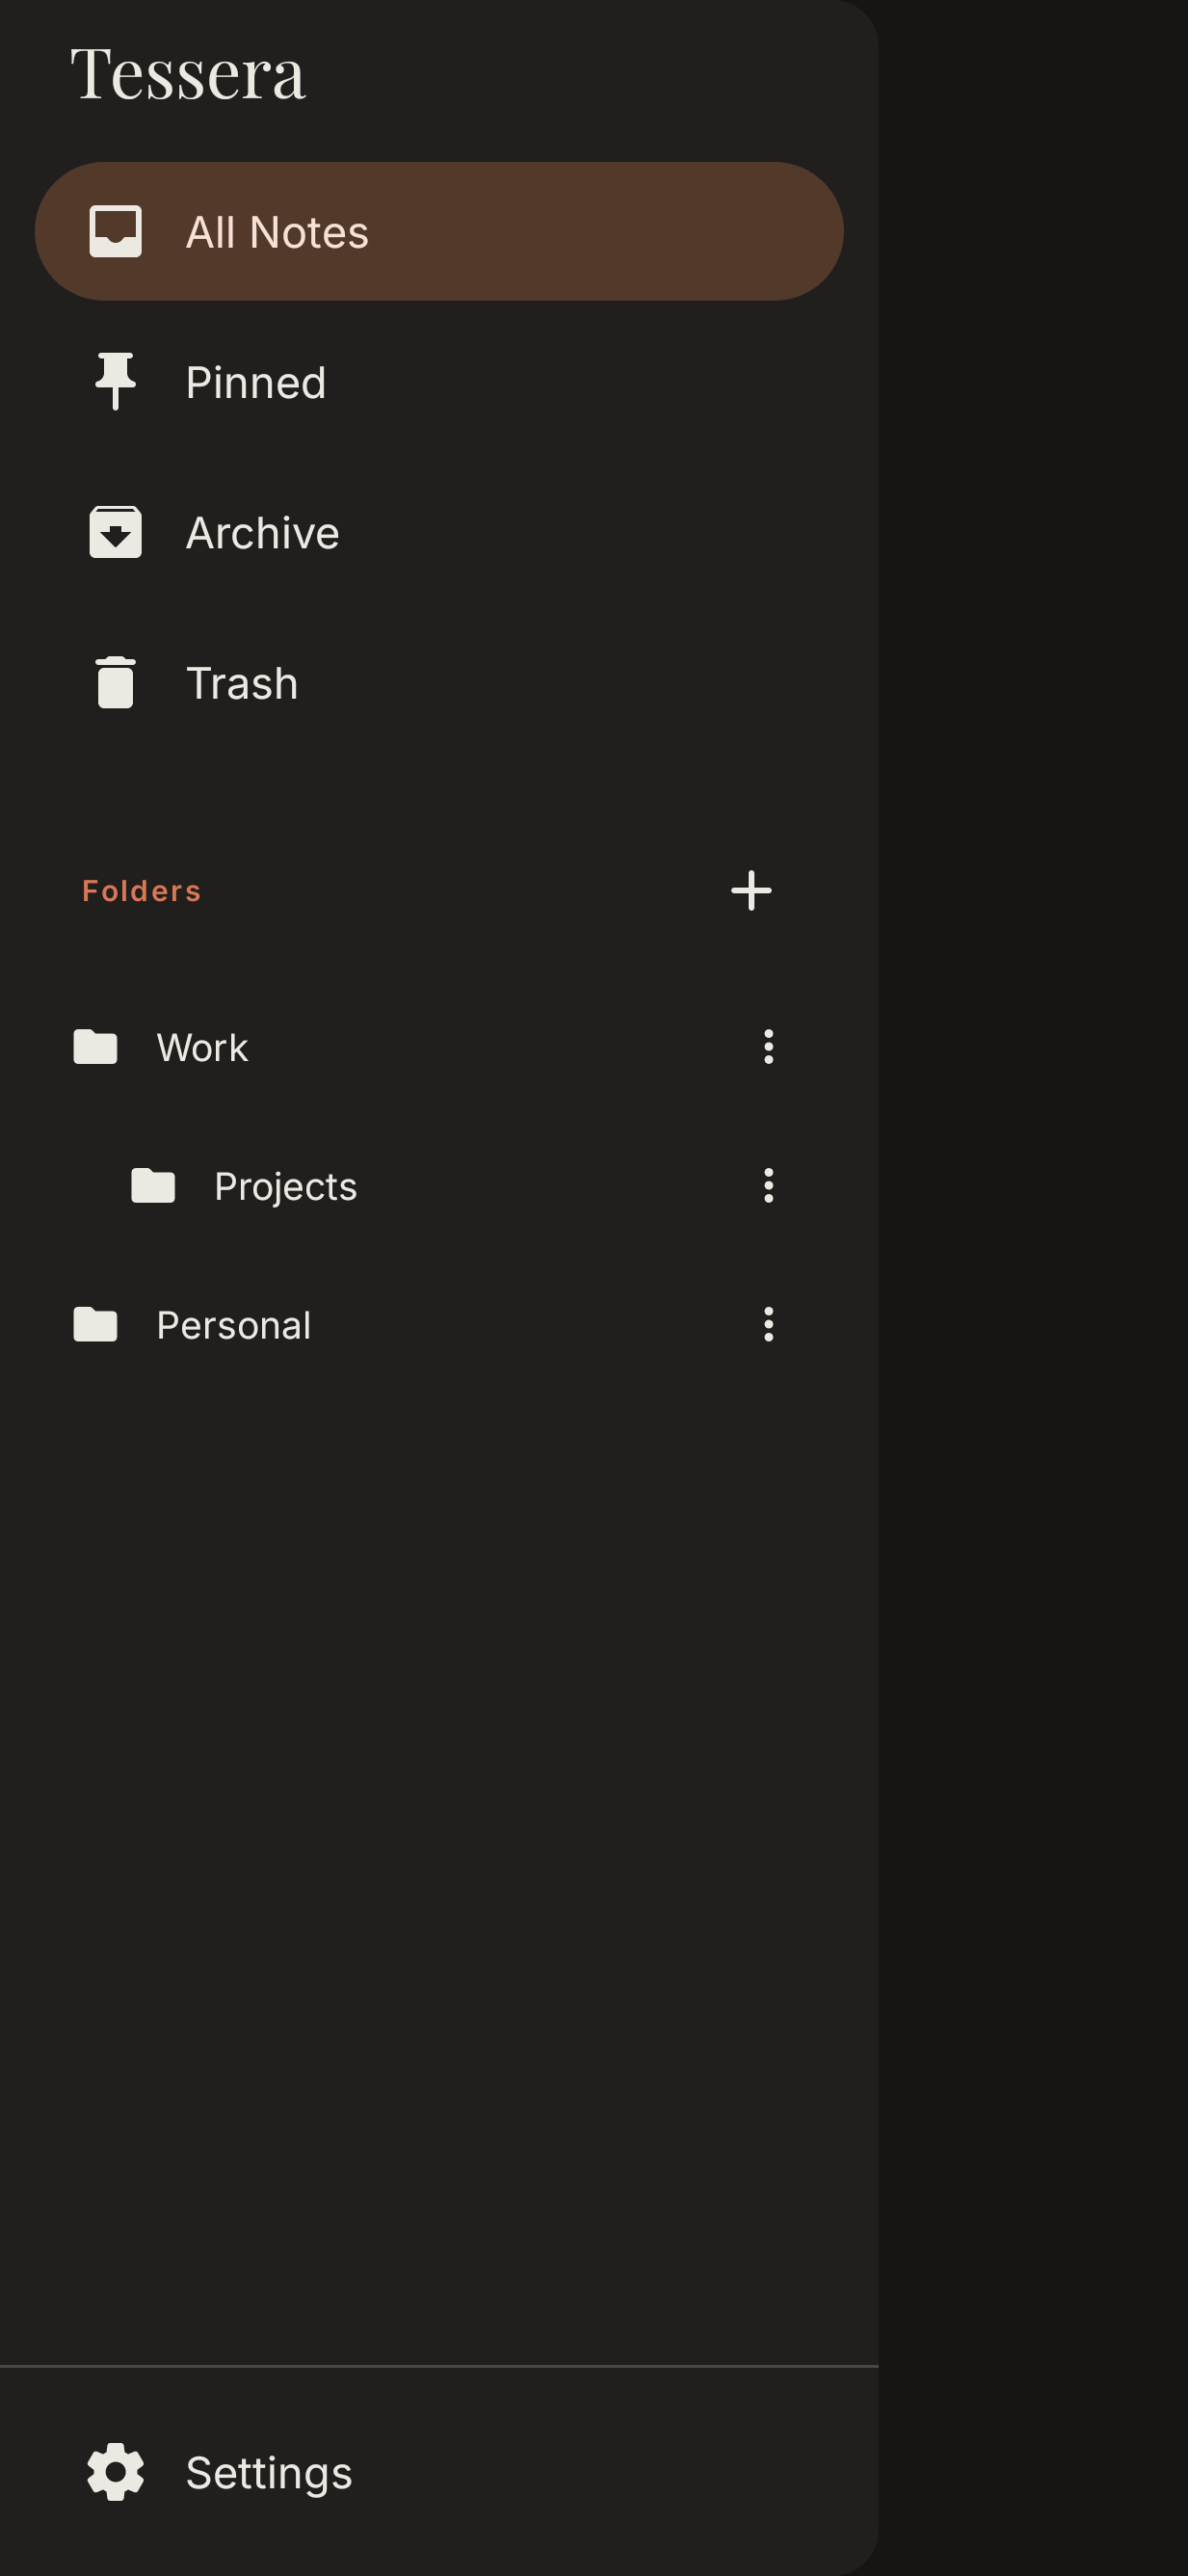 Tessera
All Notes
Pinned
Archive
Trash
Folders
Work
Projects
Personal
Settings